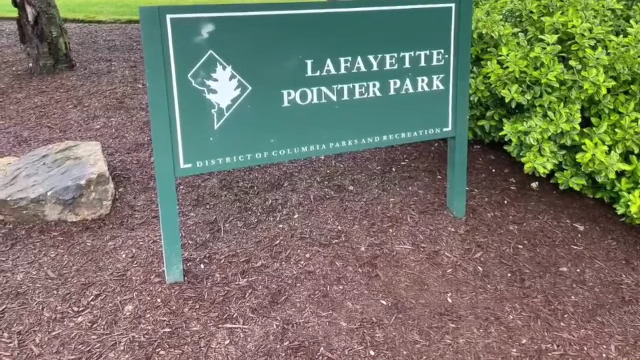 LAFAYETTE-
POINTER PARK
DISTRICT OF COLUMBIA PARKS AND RECREATION